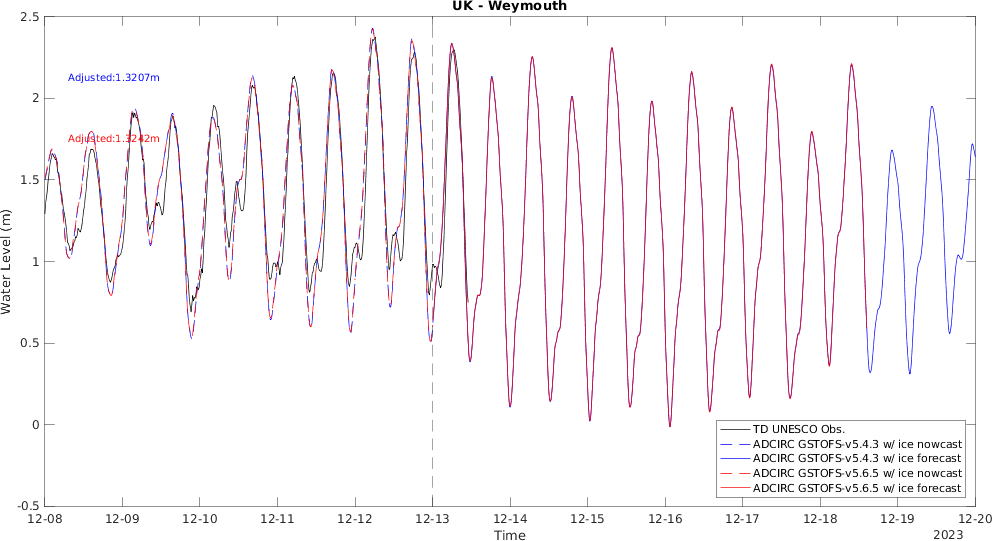 UK - Weymouth
2.5
2
1.5
1
0.5
0
-0.5
Water Level (m)
Adjusted:1.3207m
Adjusted:1.3242m
TD UNESCO Obs.
ADCIRC GSTOFS-v5.4.3 w/ ice nowcast
ADCIRC GSTOFS-v5.4.3 w/ ice forecast
ADCIRC GSTOFS-v5.6.5 w/ ice nowcast
ADCIRC GSTOFS-v5.6.5 w/ ice forecast
12-08 12-09 12-10 12-11 12-12 12-13 12-14 12-15 12-16 12-17 12-18 12-19 12-20
Time
2023